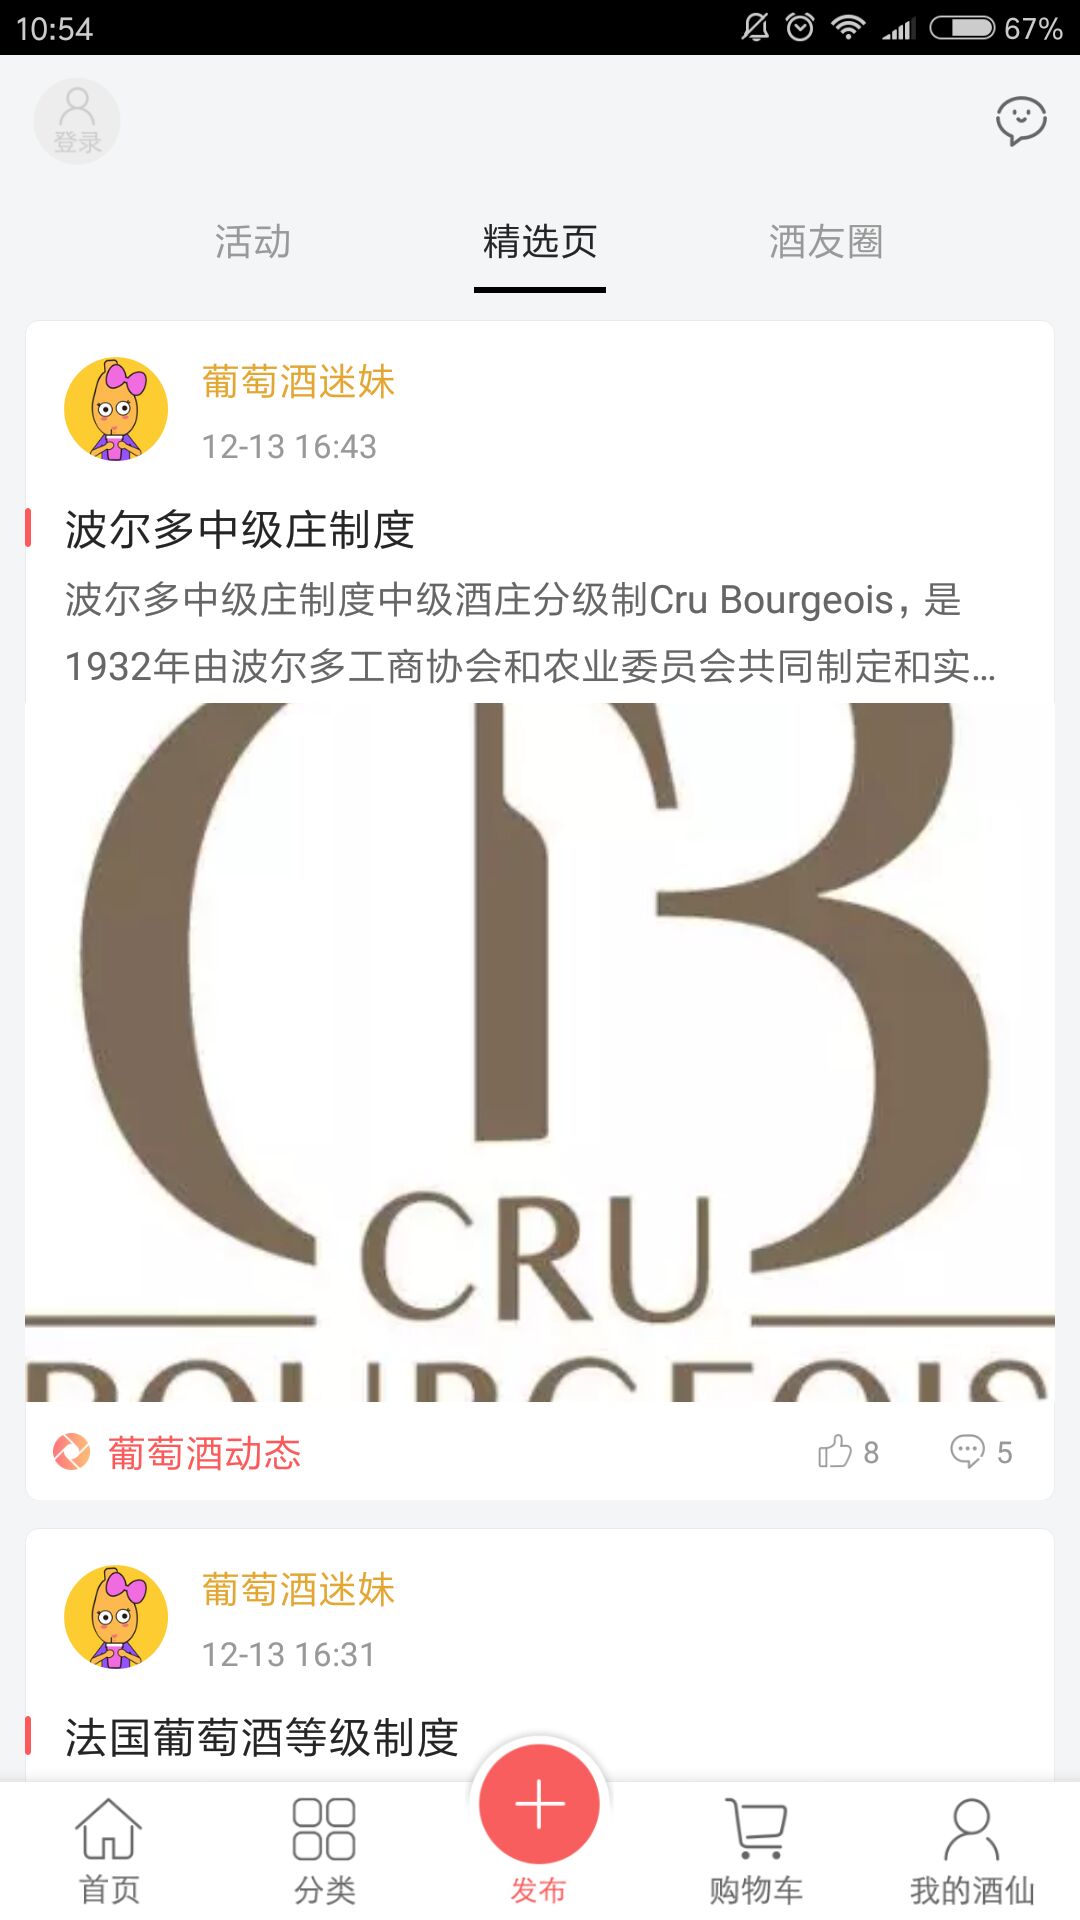 10:54
67%
登录
活动
精选页
酒友圈
葡萄酒迷妹
12-13 16:43
波尔多中级庄制度
波尔多中级庄制度中级酒庄分级制Cru Bourgeois，是
1932年由波尔多工商协会和农业委员会共同制定和实...
CB
CRU
BOURGEOIS
葡萄酒动态
8
5
葡萄酒迷妹
12-13 16:31
法国葡萄酒等级制度
首页
分类
发布
购物车
我的酒仙